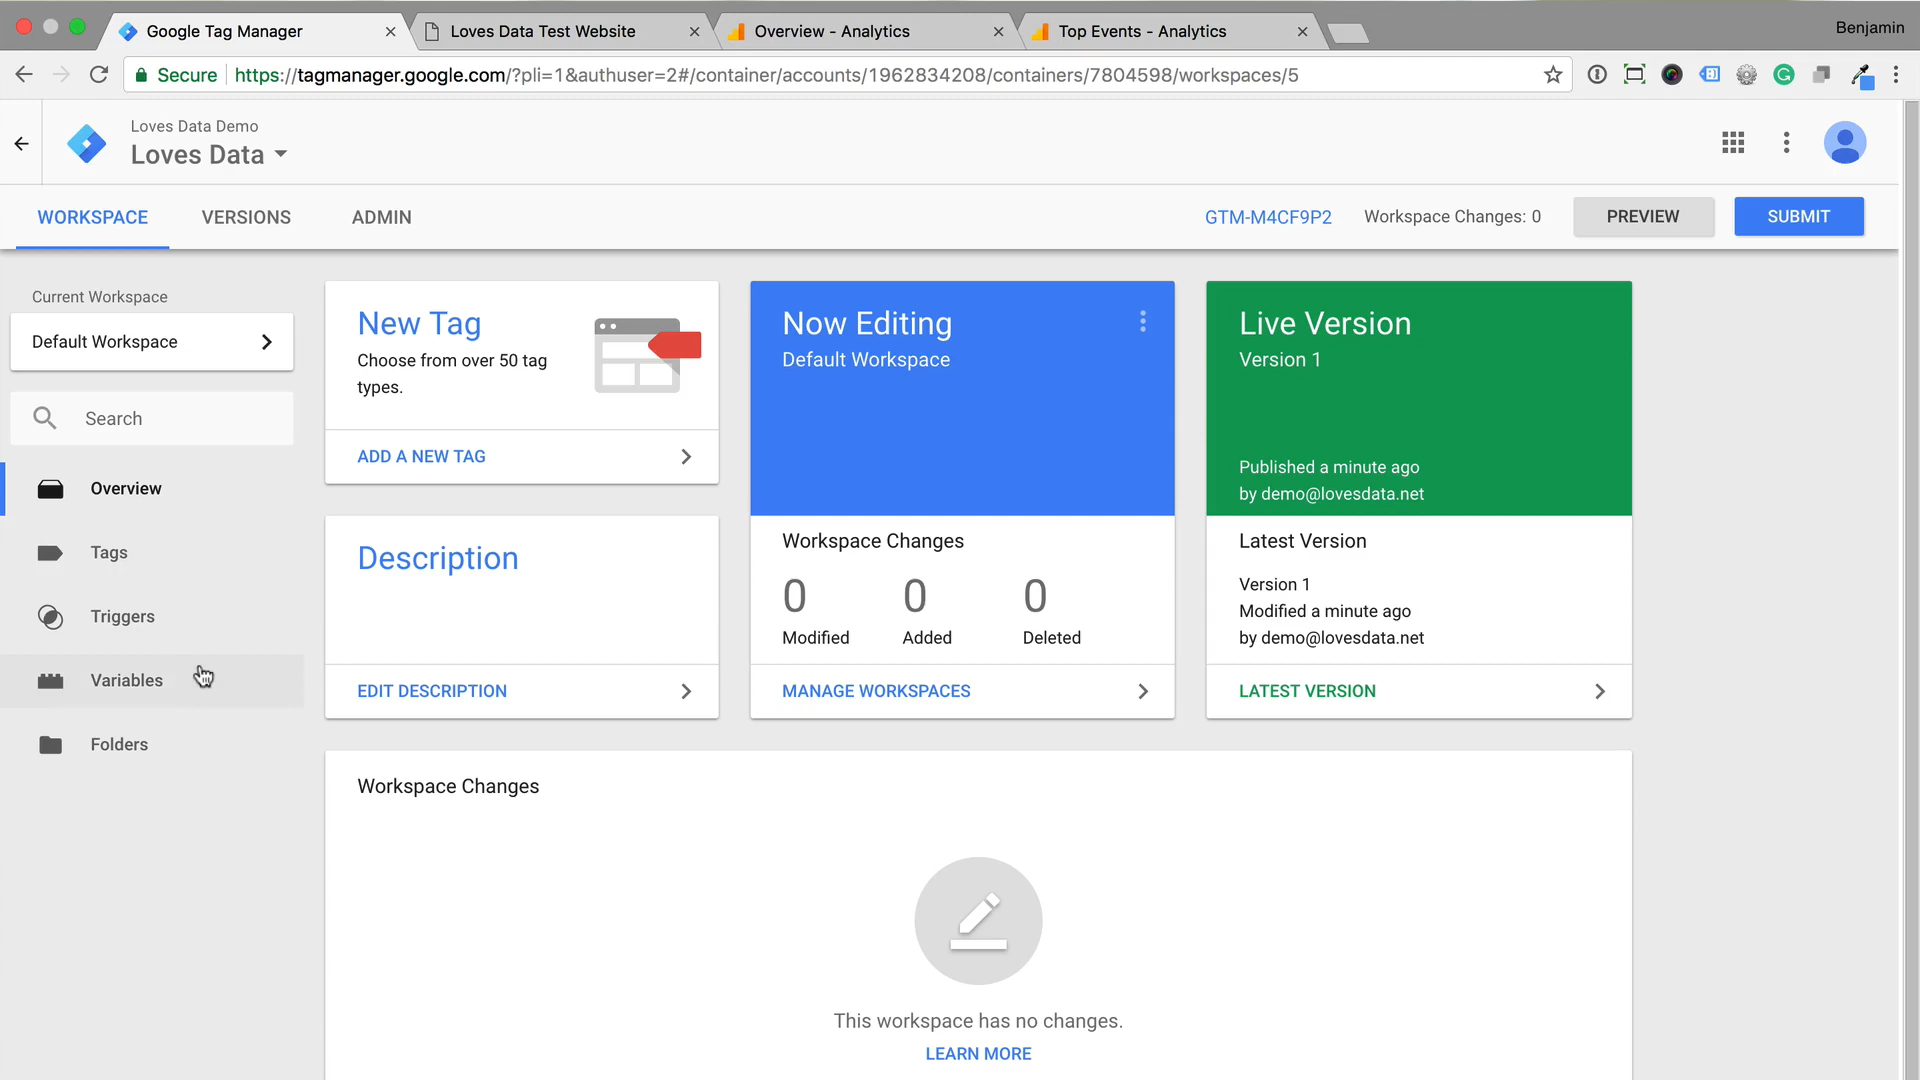 Google Tag Manager
Loves Data Test Website
Overview - Analytics
Top Events - Analytics
Benjamin
Secure
https://tagmanager.google.com/?pli=1&authuser=2#/container/accounts/1962834208/containers/7804598/workspaces/5
Loves Data Demo
Loves Data
WORKSPACE
VERSIONS
ADMIN
GTM-M4CF9P2
Workspace Changes: 0
PREVIEW
SUBMIT
Current Workspace
Default Workspace
Search
Overview
Tags
Triggers
Variables
Folders
New Tag
Choose from over 50 tag
types.
ADD A NEW TAG
Description
EDIT DESCRIPTION
Now Editing
Default Workspace
Workspace Changes
0
0
0
Modified
Added
Deleted
MANAGE WORKSPACES
Live Version
Version 1
Published a minute ago
by demo@lovesdata.net
Latest Version
Version 1
Modified a minute ago
by demo@lovesdata.net
LATEST VERSION
Workspace Changes
This workspace has no changes.
LEARN MORE